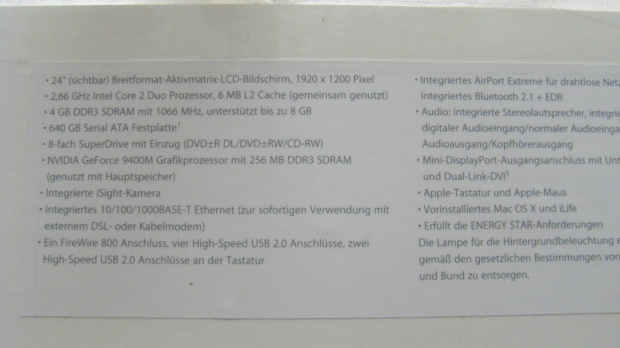 • 24" (sichtbar) Breitformat-Aktivmatrix-LCD-Bildschirm, 1920 x 1200 Pixel
• 2,66 GHz Intel Core 2 Duo Prozessor, 6 MB L2 Cache (gemeinsam genutzt)
• 4 GB DDR3 SDRAM mit 1066 MHz, unterstützt bis zu 8 GB
• 640 GB Serial ATA Festplatte¹
• 8-fach SuperDrive mit Einzug (DVD±R DL/DVD±RW/CD-RW)
• NVIDIA GeForce 9400M Grafikprozessor mit 256 MB DDR3 SDRAM
(genutzt mit Hauptspeicher)
• Integrierte iSight-Kamera
• Integriertes 10/100/1000BASE-T Ethernet (zur sofortigen Verwendung mit
externem DSL- oder Kabelmodem)
• Ein FireWire 800 Anschluss, vier High-Speed USB 2.0 Anschlüsse, zwei
High-Speed USB 2.0 Anschlüsse an der Tastatur
• Integriertes AirPort Extreme für drahtlose Netz
integriertes Bluetooth 2.1 + EDR
• Audio: integrierte Stereolautsprecher, integrie
digitaler Audioeingang/normaler Audioeinga
Audioausgang/Kopfhörerausgang
• Mini-DisplayPort-Ausgangsanschluss mit Unt
und Dual-Link-DVI⁵
• Apple-Tastatur und Apple-Maus
• Vorinstalliertes Mac OS X und iLife
• Erfüllt die ENERGY STAR-Anforderungen
Die Lampe für die Hintergrundbeleuchtung e
gemäß den gesetzlichen Bestimmungen von
und Bund zu entsorgen.